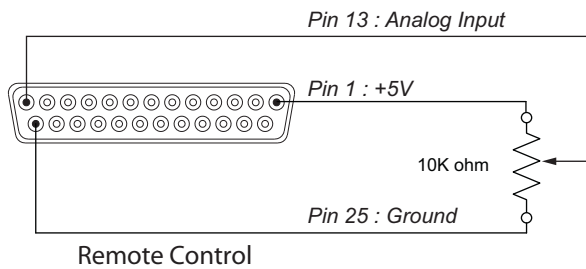 Pin 13 : Analog Input
Pin 1 : +5V
10K ohm
Pin 25 : Ground
Remote Control